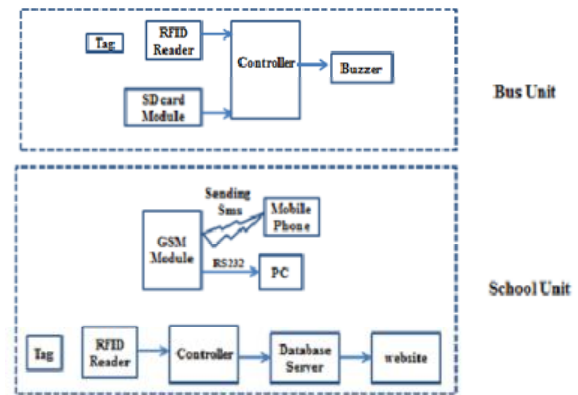 Tag
RFID
Reader
Controller
Buzzer
SD card
Module
Bus Unit
Sending
Sms
Mobile
Phone
GSM
Module
RS232
PC
School Unit
Tag
RFID
Reader
Controller
Database
Server
website